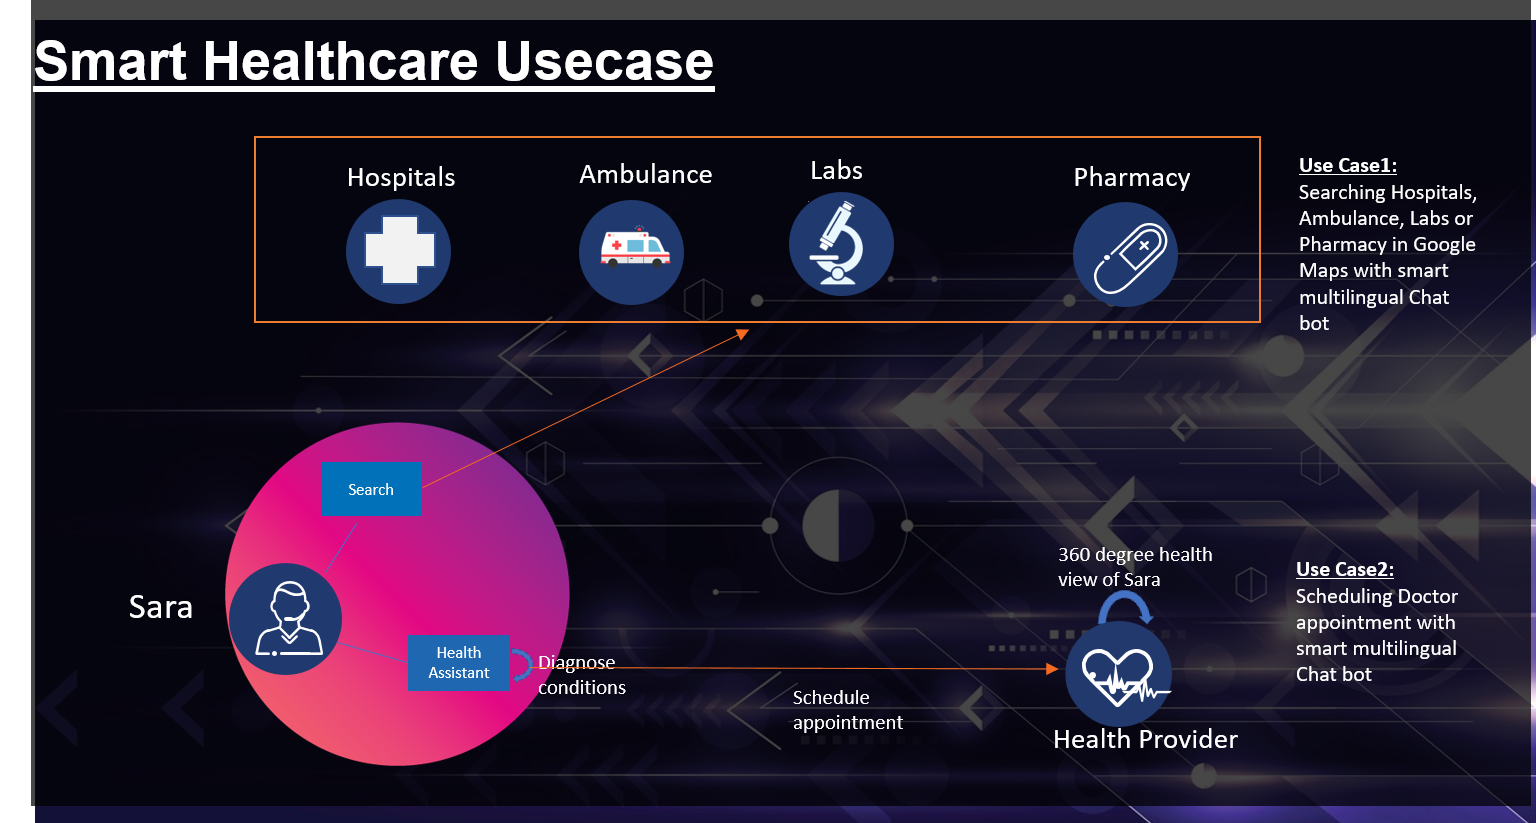 Smart Healthcare Usecase
Hospitals
Ambulance
Labs
Pharmacy
Use Case1:
Searching Hospitals,
Ambulance, Labs or
Pharmacy in Google
Maps with smart
multilingual Chat
bot
Search
Sara
Health
Assistant
Diagnose
conditions
Schedule
appointment
360 degree health
view of Sara
Health Provider
Use Case2:
Scheduling Doctor
appointment with
smart multilingual
Chat bot